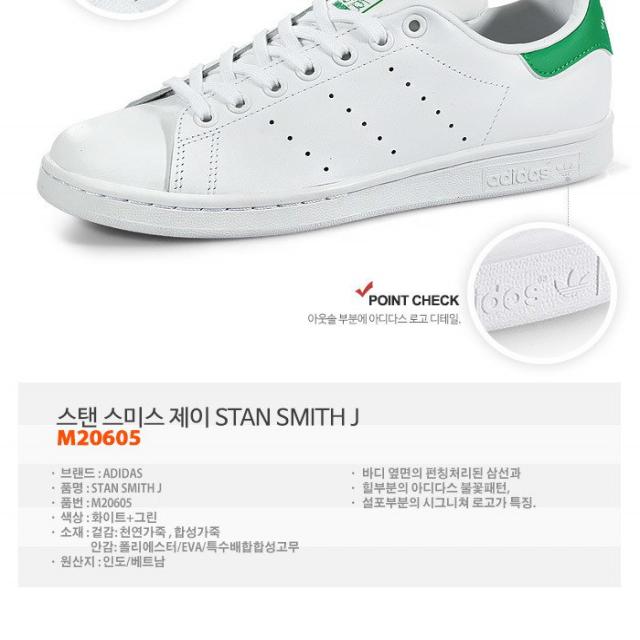 adidas
das
POINT CHECK
아웃솔 부분에 아디다스 로고 디테일.
스탠 스미스 제이 STAN SMITH J
M20605
· 브랜드 : ADIDAS
· 품명 : STAN SMITH J
· 품번 : M20605
· 색상 : 화이트+그린
· 소재 : 겉감: 천연가죽 , 합성가죽
안감: 폴리에스터/EVA/특수배합합성고무
· 원산지 : 인도/베트남
· 바디 옆면의 펀칭처리된 삼선과
· 힐부분의 아디다스 불꽃패턴,
· 설포부분의 시그니쳐 로고가 특징.